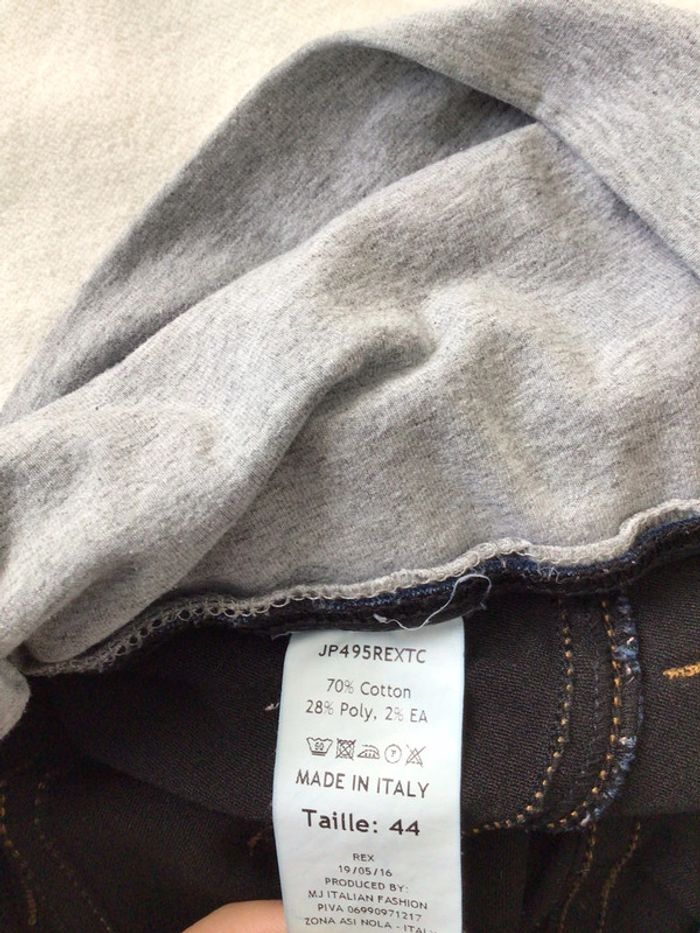 JP495REXTC
70% Cotton
28% Poly, 2% EA
MADE IN ITALY
Taille: 44
REX
19/05/16
PRODUCED BY:
MJ ITALIAN FASHION
PIVA 06990971217
ZONA ASI NOLA - ITALY